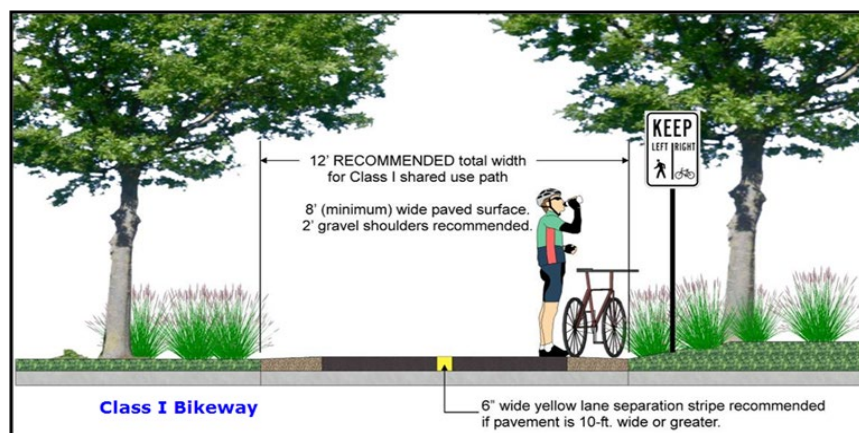 KEEP
LEFT RIGHT
12' RECOMMENDED total width
for Class I shared use path
8' (minimum) wide paved surface.
2' gravel shoulders recommended.
Class I Bikeway
6" wide yellow lane separation stripe recommended
if pavement is 10-ft. wide or greater.